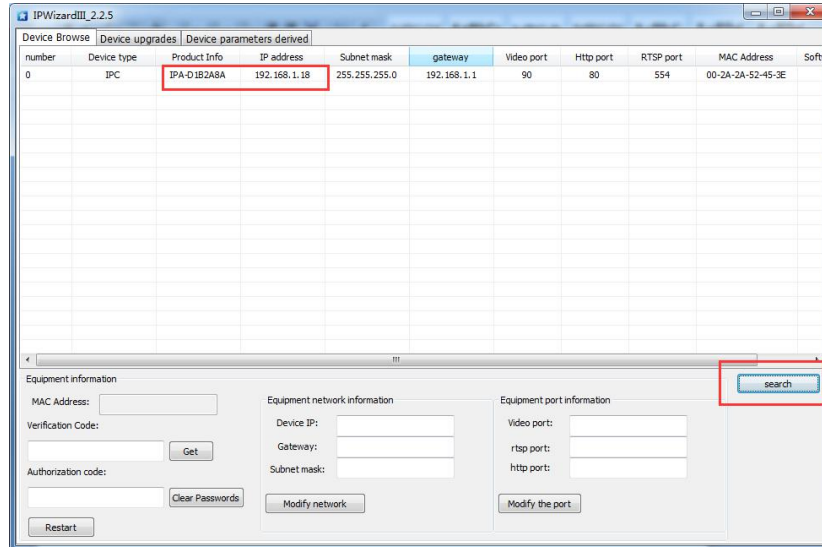 IPWizardIII_2.2.5
Device Browse Device upgrades Device parameters derived
number Device type Product Info IP address Subnet mask gateway Video port Http port RTSP port MAC Address Soft
0 IPC IPA-D1B2A8A 192.168.1.18 255.255.255.0 192.168.1.1 90 80 554 00-2A-2A-52-45-3E
search
Equipment information
MAC Address:
Verification Code:
Get
Authorization code:
Clear Passwords
Restart
Equipment network information
Device IP:
Gateway:
Subnet mask:
Modify network
Equipment port information
Video port:
rtsp port:
http port:
Modify the port